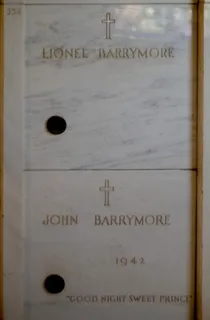 LIONEL BARRYMORE
JOHN BARRYMORE
1942
"GOOD NIGHT SWEET PRINCE"